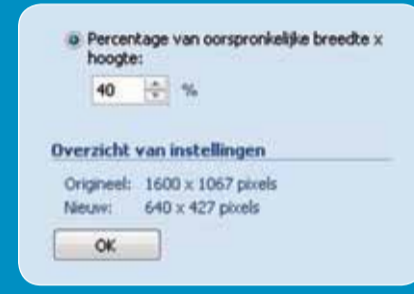 Percentage van oorspronkelijke breedte x
hoogte:
40 %
Overzicht van instellingen
Origineel: 1600 x 1067 pixels
Nieuw: 640 x 427 pixels
OK